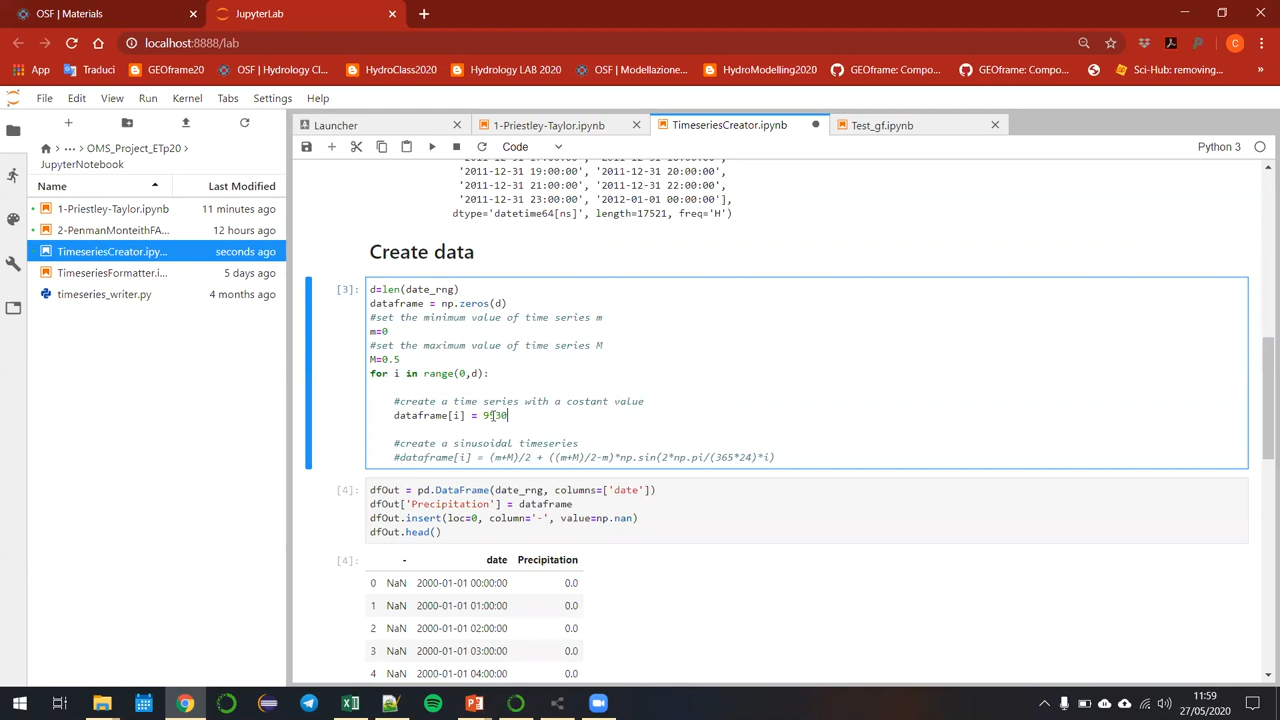 OSF | Materials
JupyterLab
localhost:8888/lab
App
Traduci
GEOframe20
OSF | Hydrology Cl...
HydroClass2020
Hydrology LAB 2020
OSF | Modellazione...
HydroModelling2020
GEOframe: Compo...
GEOframe: Compo...
Sci-Hub: removing...
»
File Edit View Run Kernel Tabs Settings Help
Launcher
1-Priestley-Taylor.ipynb
TimeseriesCreator.ipynb
Test_gf.ipynb
Code
Python 3
··· > OMS_Project_ETp20 >
JupyterNotebook
Name Last Modified
1-Priestley-Taylor.ipynb 11 minutes ago
2-PenmanMonteithFA... 12 hours ago
TimeseriesCreator.ipy... seconds ago
TimeseriesFormatter.i... 5 days ago
timeseries_writer.py 4 months ago
'2011-12-31 19:00:00', '2011-12-31 20:00:00',
'2011-12-31 21:00:00', '2011-12-31 22:00:00',
'2011-12-31 23:00:00', '2012-01-01 00:00:00'],
dtype='datetime64[ns]', length=17521, freq='H')
Create data
[3]:
d=len(date_rng)
dataframe = np.zeros(d)
#set the minimum value of time series m
m=0
#set the maximum value of time series M
M=0.5
for i in range(0,d):
#create a time series with a costant value
dataframe[i] = 9530
#create a sinusoidal timeseries
#dataframe[i] = (m+M)/2 + ((m+M)/2-m)*np.sin(2*np.pi/(365*24)*i)
[4]:
dfOut = pd.DataFrame(date_rng, columns=['date'])
dfOut['Precipitation'] = dataframe
dfOut.insert(loc=0, column='-', value=np.nan)
dfOut.head()
[4]:
- date Precipitation
0 NaN 2000-01-01 00:00:00 0.0
1 NaN 2000-01-01 01:00:00 0.0
2 NaN 2000-01-01 02:00:00 0.0
3 NaN 2000-01-01 03:00:00 0.0
4 NaN 2000-01-01 04:00:00 0.0
11:59
27/05/2020